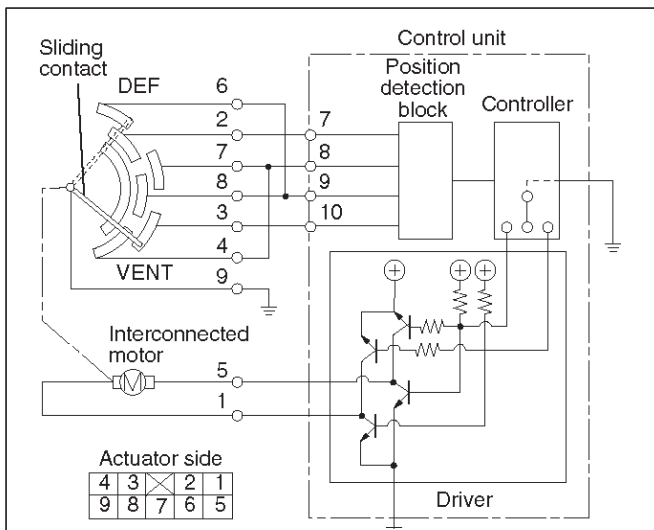 Control unit
Sliding
contact
DEF
Position
detection
block
Controller
6
2
7
8
3
4
9
7
8
9
10
VENT
+
+
+
Interconnected
motor
M
5
1
Actuator side
4 3 2 1
9 8 7 6 5
Driver